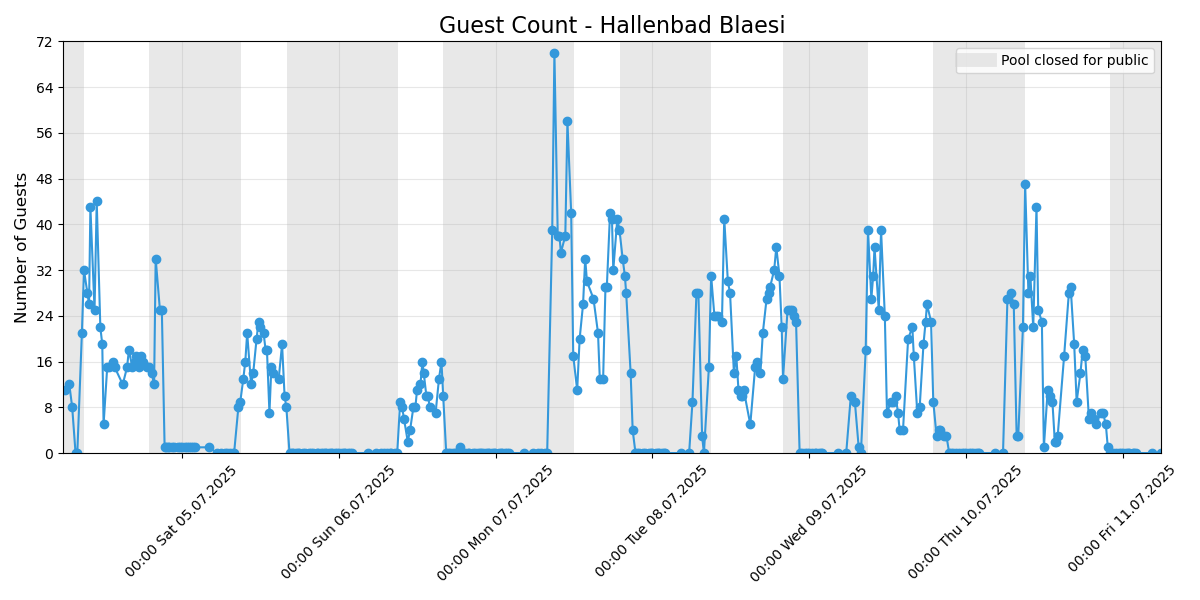 Guest Count - Hallenbad Blaesi
Pool closed for public
Number of Guests
72
64
56
48
40
32
24
16
8
0
00:00 Sat 05.07.2025
00:00 Sun 06.07.2025
00:00 Mon 07.07.2025
00:00 Tue 08.07.2025
00:00 Wed 09.07.2025
00:00 Thu 10.07.2025
00:00 Fri 11.07.2025